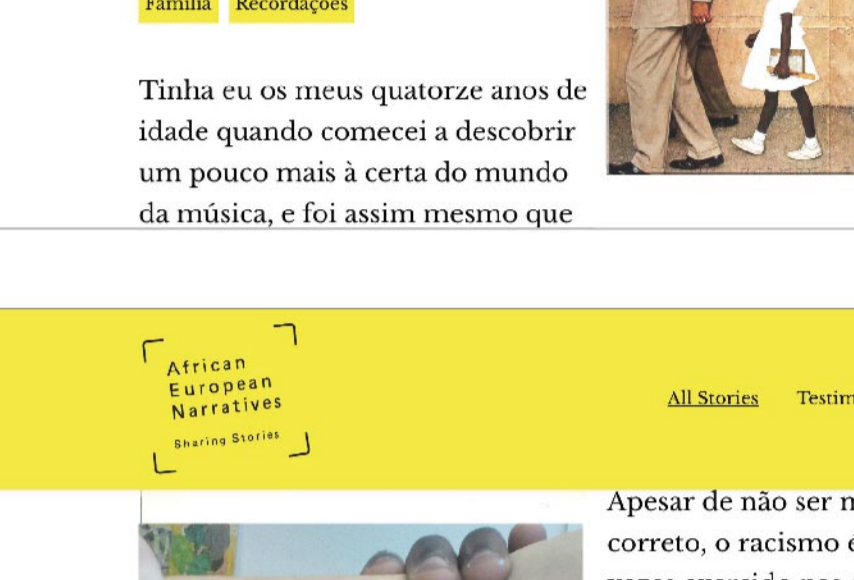 Família Recordações
Tinha eu os meus quatorze anos de
idade quando comecei a descobrir
um pouco mais à certa do mundo
da música, e foi assim mesmo que
African
European
Narratives
Sharing Stories
All Stories
Apesar de não ser
correto, o racismo